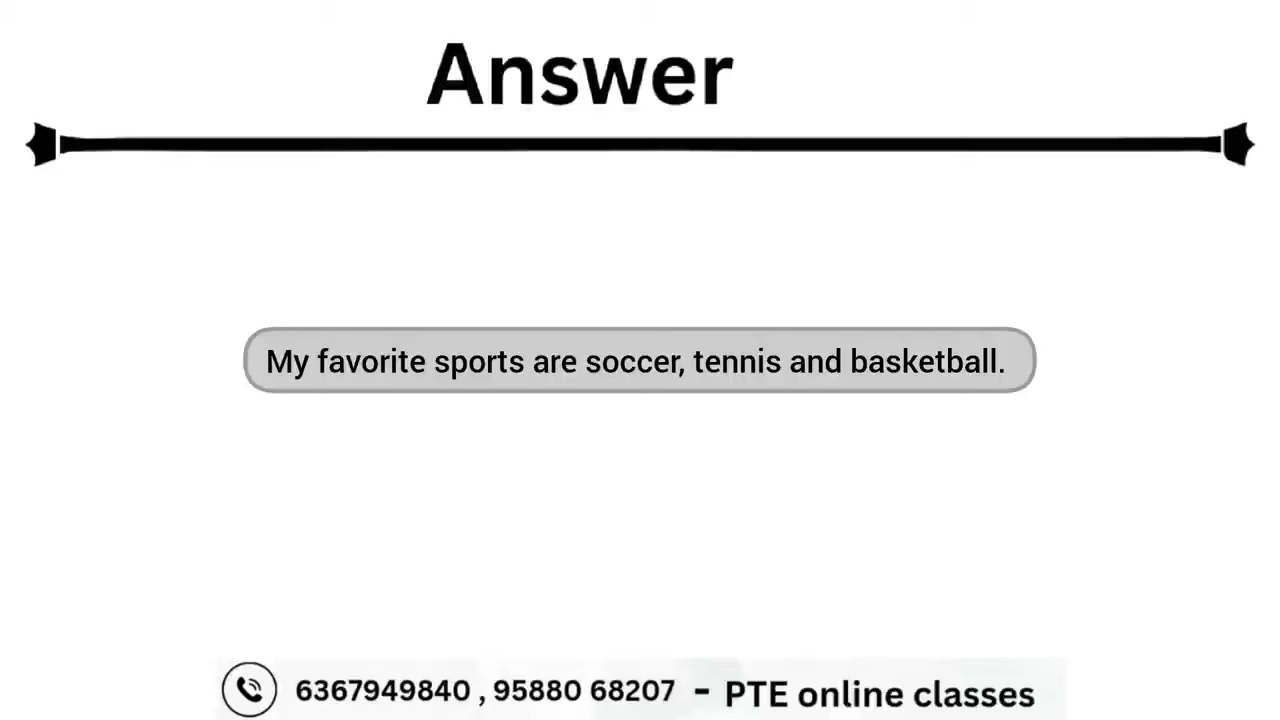 Answer
My favorite sports are soccer, tennis and basketball.
6367949840 , 95880 68207 - PTE online classes